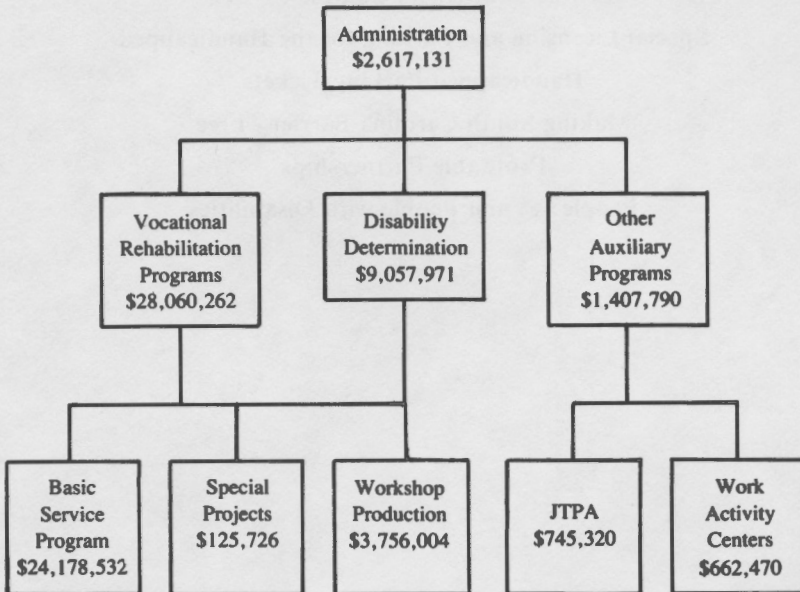 Administration
$2,617,131
Vocational
Rehabilitation
Programs
$28,060,262
Disability
Determination
$9,057,971
Other
Auxiliary
Programs
$1,407,790
Basic
Service
Program
$24,178,532
Special
Projects
$125,726
Workshop
Production
$3,756,004
JTPA
$745,320
Work
Activity
Centers
$662,470